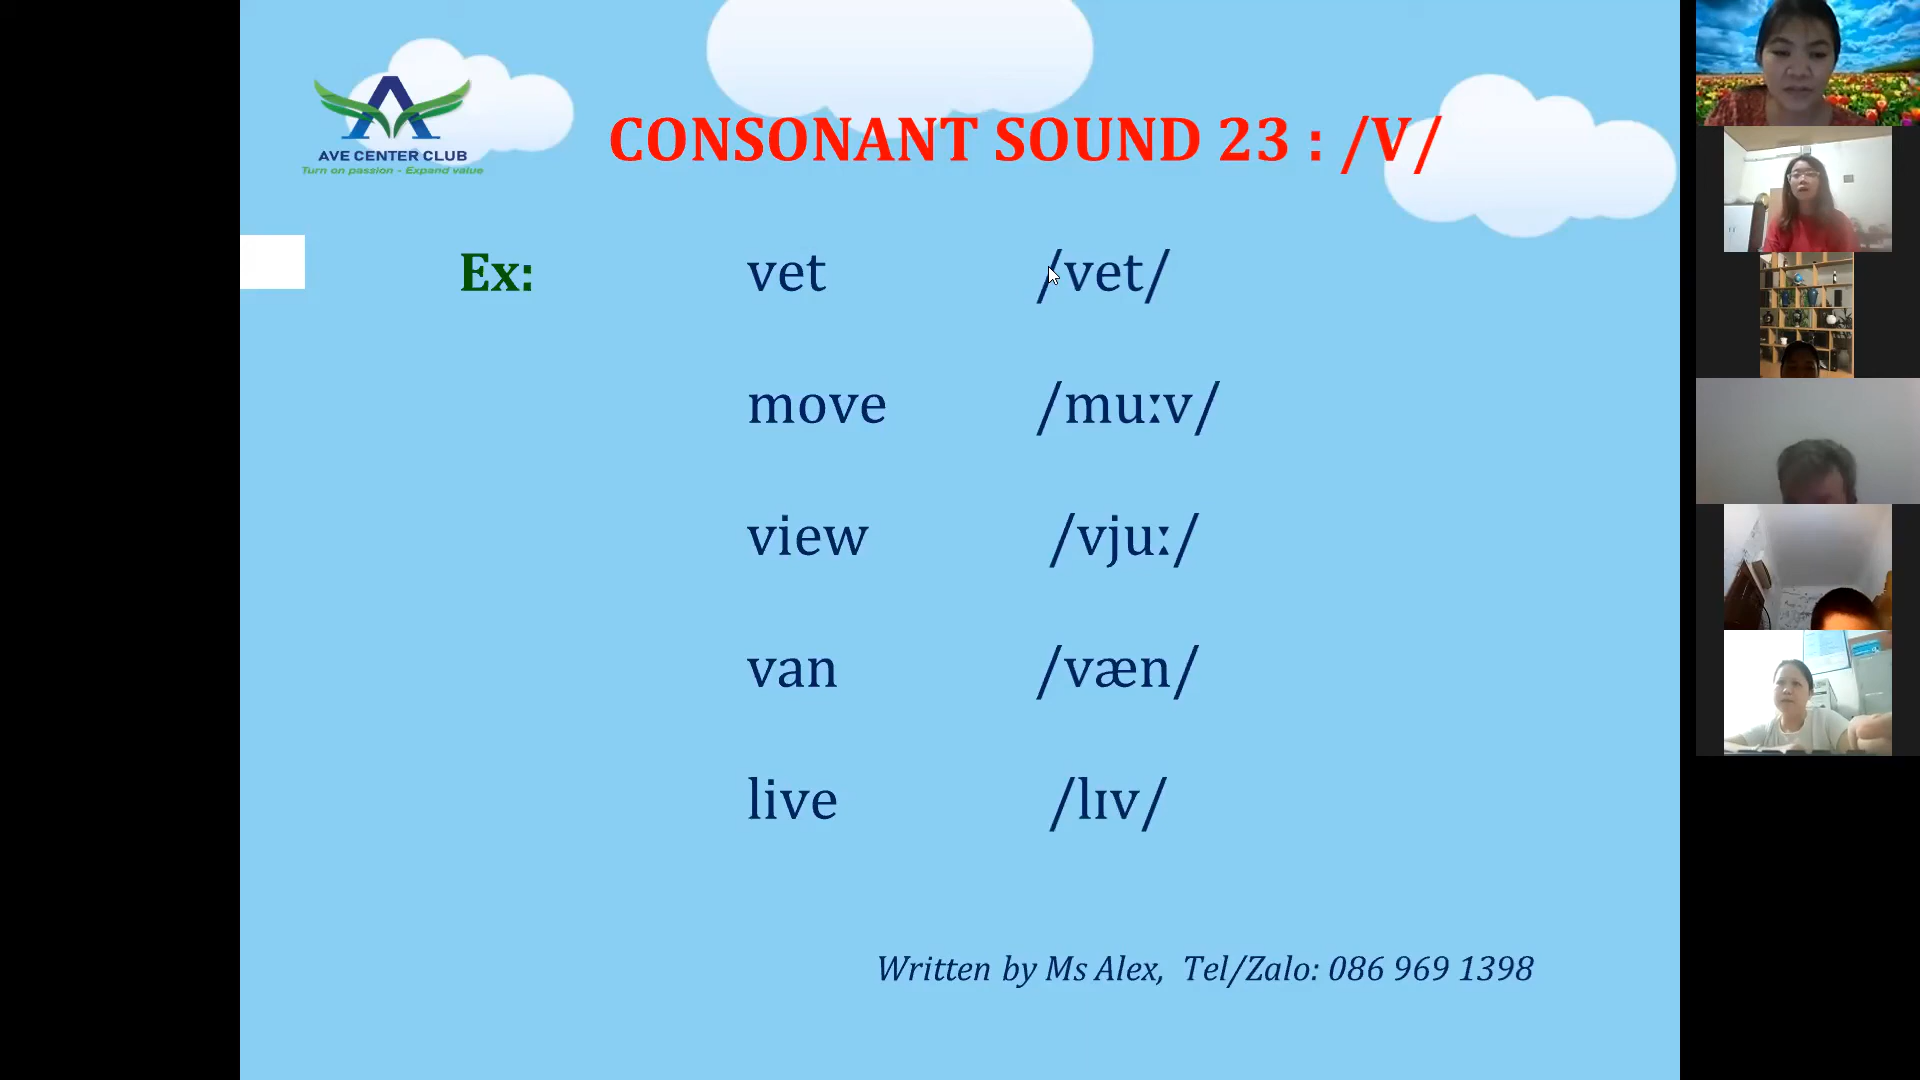 AVE CENTER CLUB
Turn on passion - Expand value
CONSONANT SOUND 23 : /V/
Ex: vet /vet/
move /muːv/
view /vjuː/
van /væn/
live /lɪv/
Written by Ms Alex, Tel/Zalo: 086 969 1398